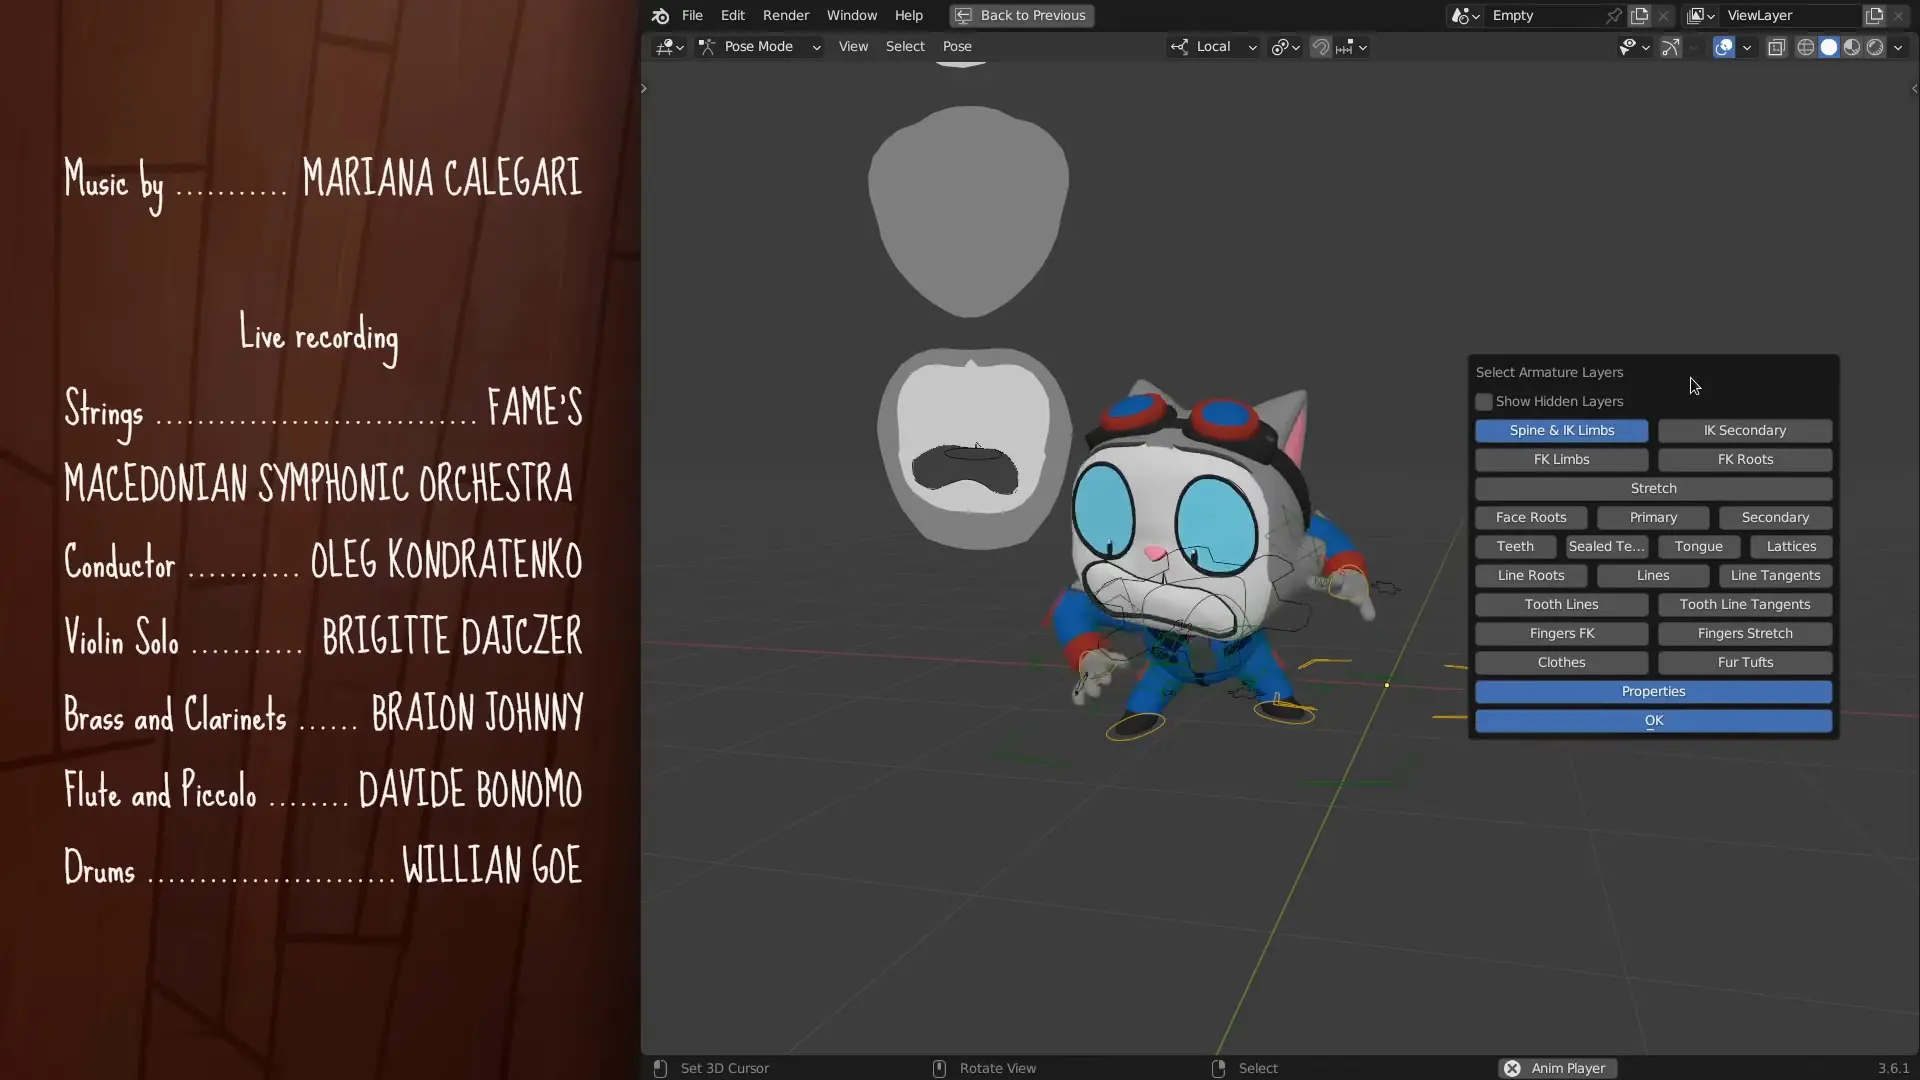 Music by ........... MARIANA CALEGARI
Live recording
Strings ............................. FAME'S
MACEDONIAN SYMPHONIC ORCHESTRA
Conductor ........... OLEG KONDRATENKO
Violin Solo ........... BRIGITTE DAJCZER
Brass and Clarinets ...... BRAION JOHNNY
Flute and Piccolo ........ DAVIDE BONOMO
Drums ...................... WILLIAN GOE
File Edit Render Window Help Back to Previous Empty ViewLayer
Pose Mode View Select Pose Local
Select Armature Layers
Show Hidden Layers
Spine & IK Limbs IK Secondary
FK Limbs FK Roots
Stretch
Face Roots Primary Secondary
Teeth Sealed Te... Tongue Lattices
Line Roots Lines Line Tangents
Tooth Lines Tooth Line Tangents
Fingers FK Fingers Stretch
Clothes Fur Tufts
Properties
OK
Set 3D Cursor Rotate View Select Anim Player 3.6.1